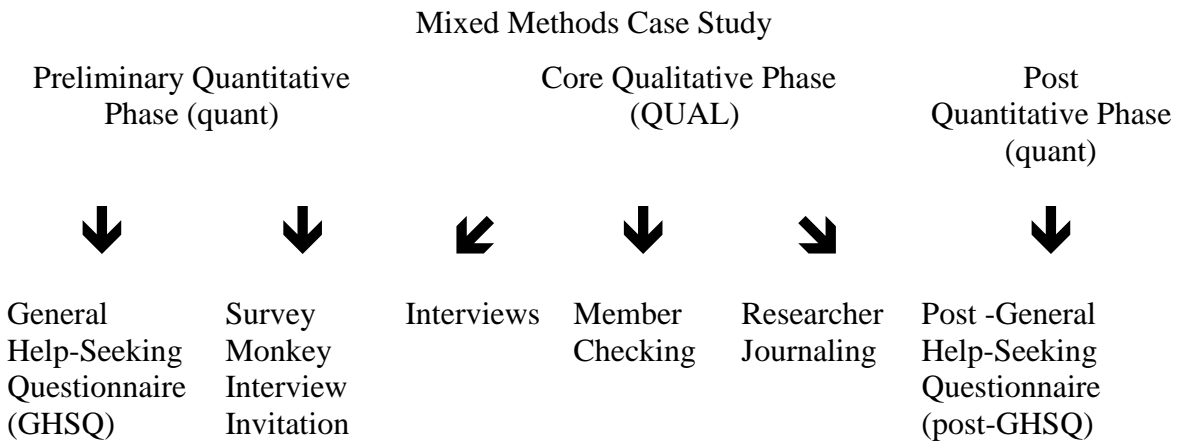 Mixed Methods Case Study
Preliminary Quantitative
Phase (quant)
Core Qualitative Phase
(QUAL)
Post
Quantitative Phase
(quant)
General
Help-Seeking
Questionnaire
(GHSQ)
Survey
Monkey
Interview
Invitation
Interviews
Member
Checking
Researcher
Journaling
Post -General
Help-Seeking
Questionnaire
(post-GHSQ)